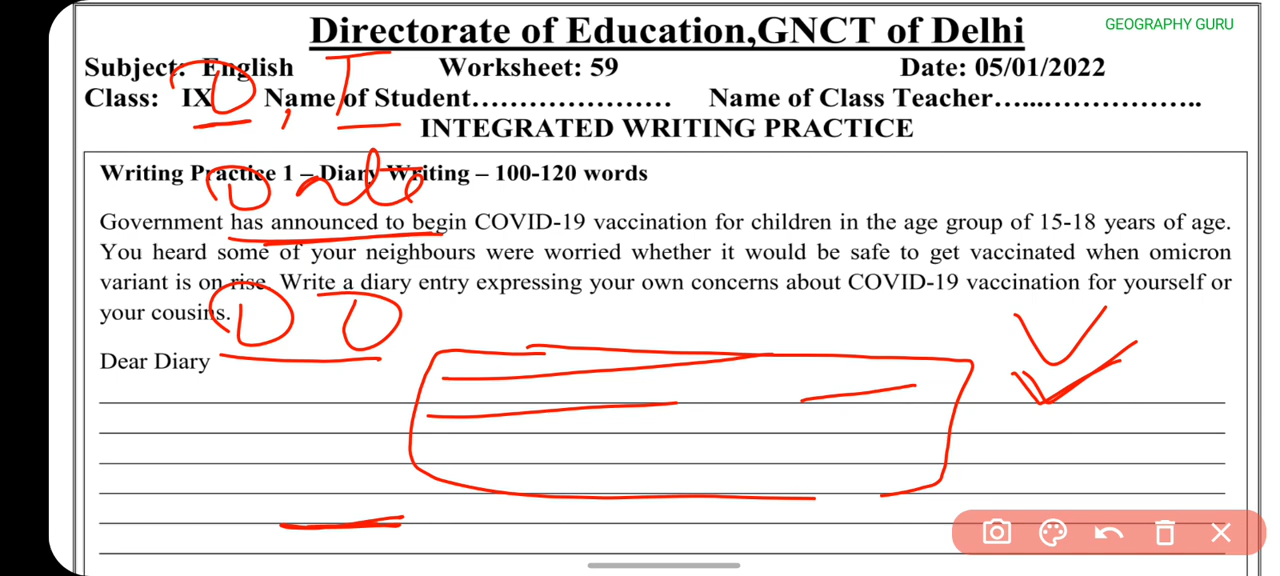 Directorate of Education,GNCT of Delhi
GEOGRAPHY GURU
Subject: English Worksheet: 59 Date: 05/01/2022
Class: IX Name of Student........................ Name of Class Teacher.........................
D, T
INTEGRATED WRITING PRACTICE
Writing Practice 1 – Diary Writing – 100-120 words
Date
Government has announced to begin COVID-19 vaccination for children in the age group of 15-18 years of age.
You heard some of your neighbours were worried whether it would be safe to get vaccinated when omicron
variant is on rise. Write a diary entry expressing your own concerns about COVID-19 vaccination for yourself or
your cousins.
D D
Dear Diary